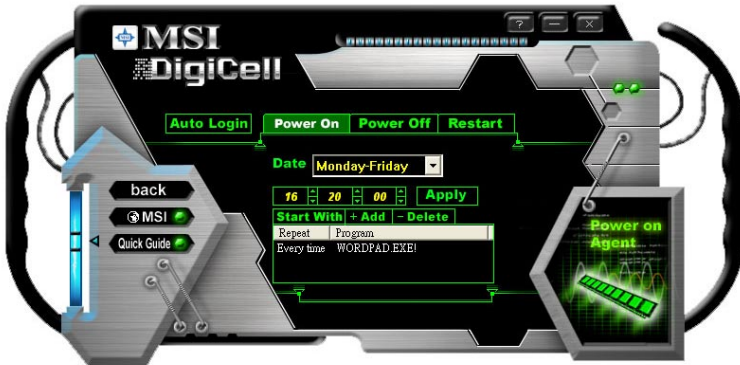 ? — X
MSI
DigiCell
Auto Login Power On Power Off Restart
Date Monday-Friday
16 20 00 Apply
Start With + Add - Delete
Repeat Program
Every time WORDPAD.EXE!
back
MSI
Quick Guide
Power on
Agent